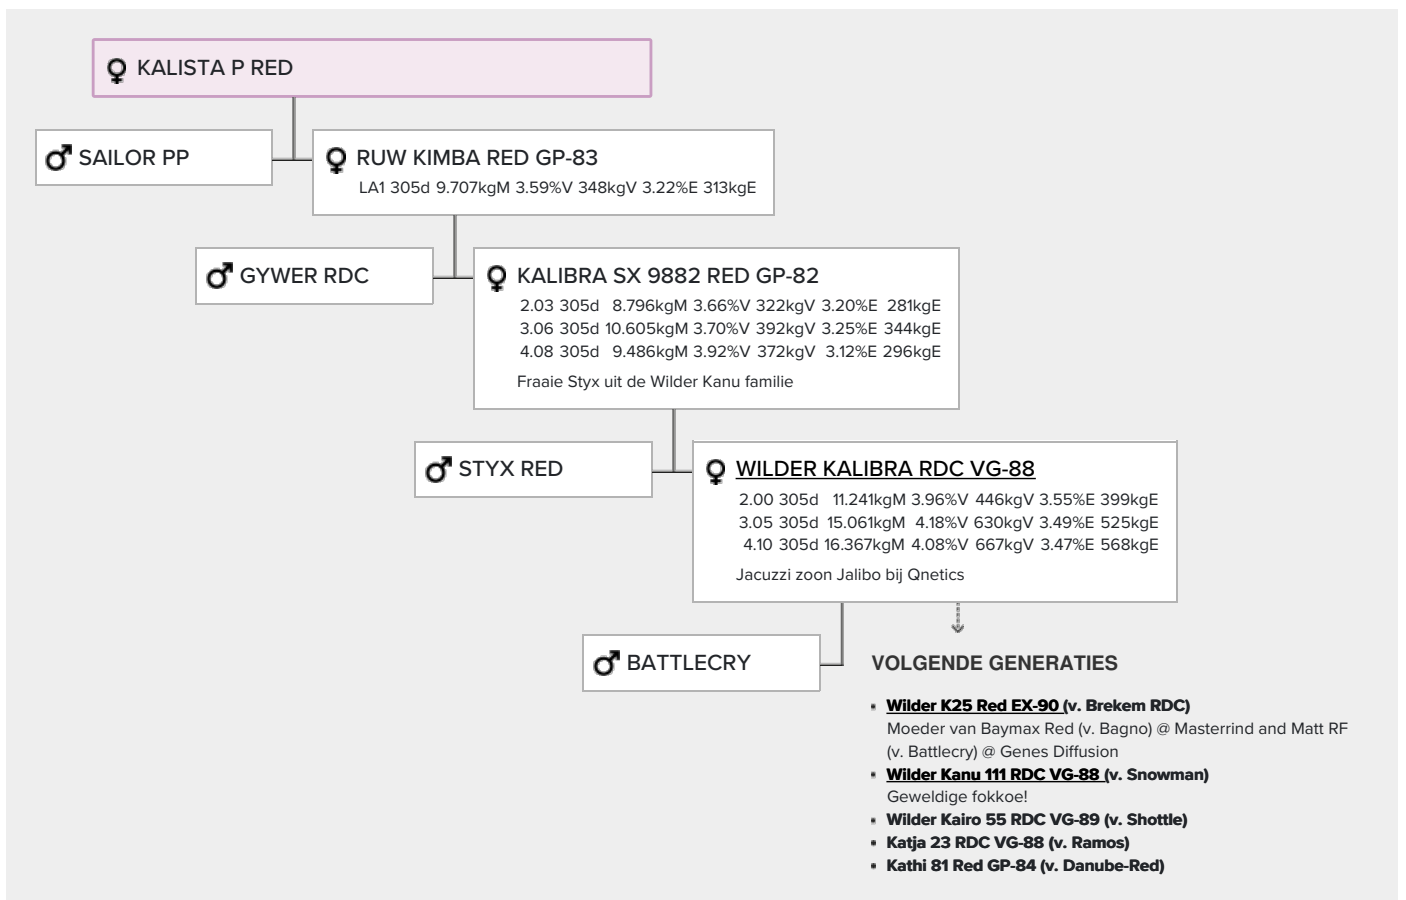 KALISTA P RED
SAILOR PP
RUW KIMBA RED GP-83
LA1 305d 9.707kgM 3.59%V 348kgV 3.22%E 313kgE
GYWER RDC
KALIBRA SX 9882 RED GP-82
2.03 305d 8.796kgM 3.66%V 322kgV 3.20%E 281kgE
3.06 305d 10.605kgM 3.70%V 392kgV 3.25%E 344kgE
4.08 305d 9.486kgM 3.92%V 372kgV 3.12%E 296kgE
Fraaie Styx uit de Wilder Kanu familie
STYX RED
WILDER KALIBRA RDC VG-88
2.00 305d 11.241kgM 3.96%V 446kgV 3.55%E 399kgE
3.05 305d 15.061kgM 4.18%V 630kgV 3.49%E 525kgE
4.10 305d 16.367kgM 4.08%V 667kgV 3.47%E 568kgE
Jacuzzi zoon Jalibo bij Qnetics
BATTLECRY
VOLGENDE GENERATIES
▪ Wilder K25 Red EX-90 (v. Brekem RDC)
Moeder van Baymax Red (v. Bagno) @ Masterrind and Matt RF
(v. Battlecry) @ Genes Diffusion
▪ Wilder Kanu 111 RDC VG-88 (v. Snowman)
Geweldige fokkoe!
▪ Wilder Kairo 55 RDC VG-89 (v. Shottle)
▪ Katja 23 RDC VG-88 (v. Ramos)
▪ Kathi 81 Red GP-84 (v. Danube-Red)